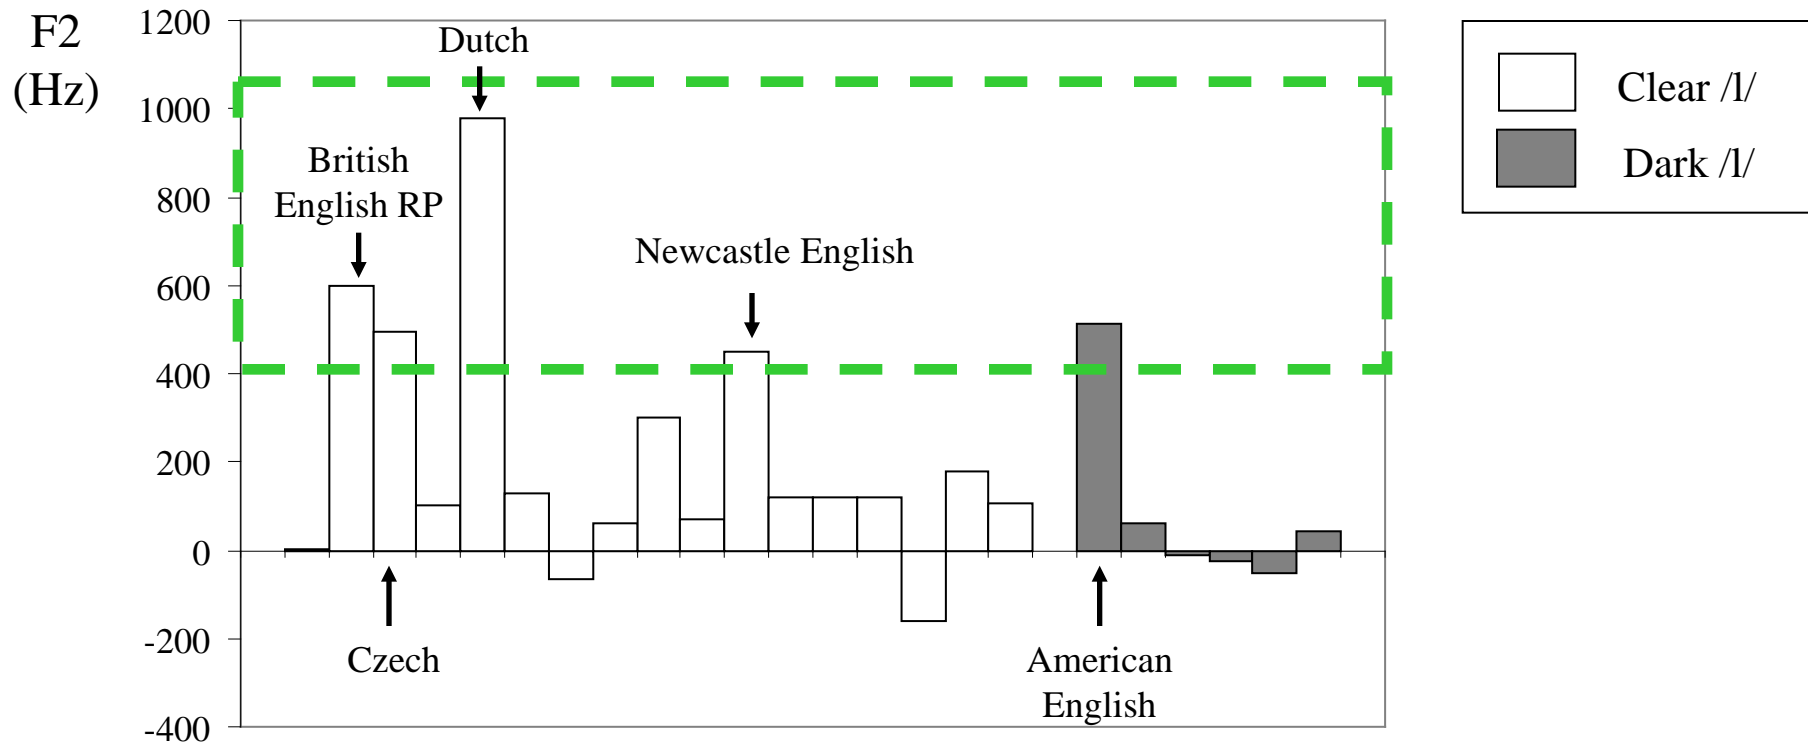 F2
(Hz)
1200
1000
800
600
400
200
0
-200
-400
Dutch
British
English RP
Newcastle English
Czech
American
English
Clear /l/
Dark /l/